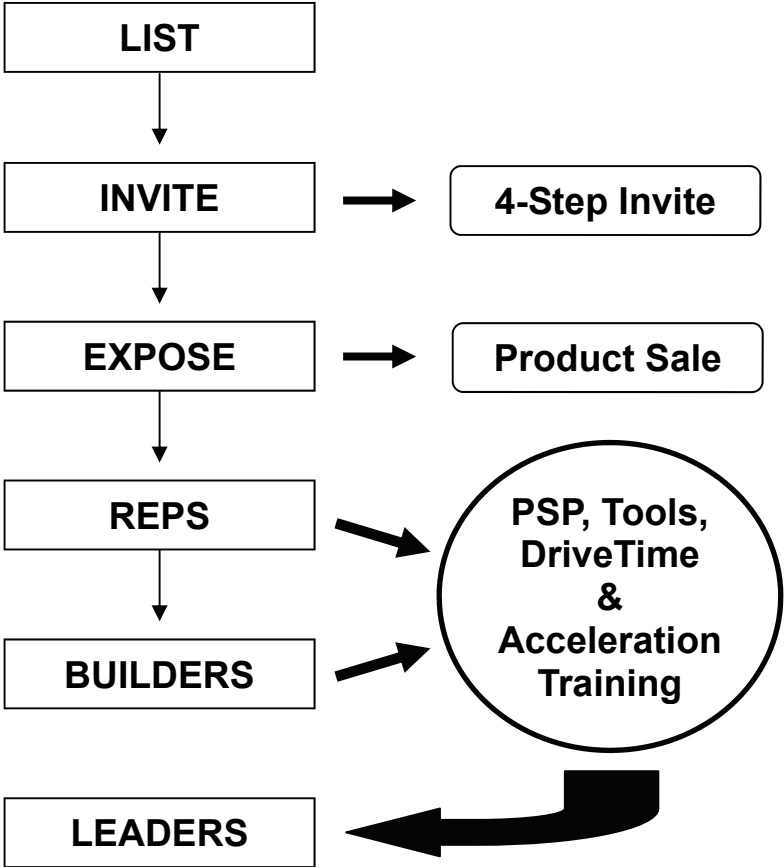 LIST
INVITE
4-Step Invite
EXPOSE
Product Sale
REPS
PSP, Tools,
DriveTime
&
Acceleration
Training
BUILDERS
LEADERS